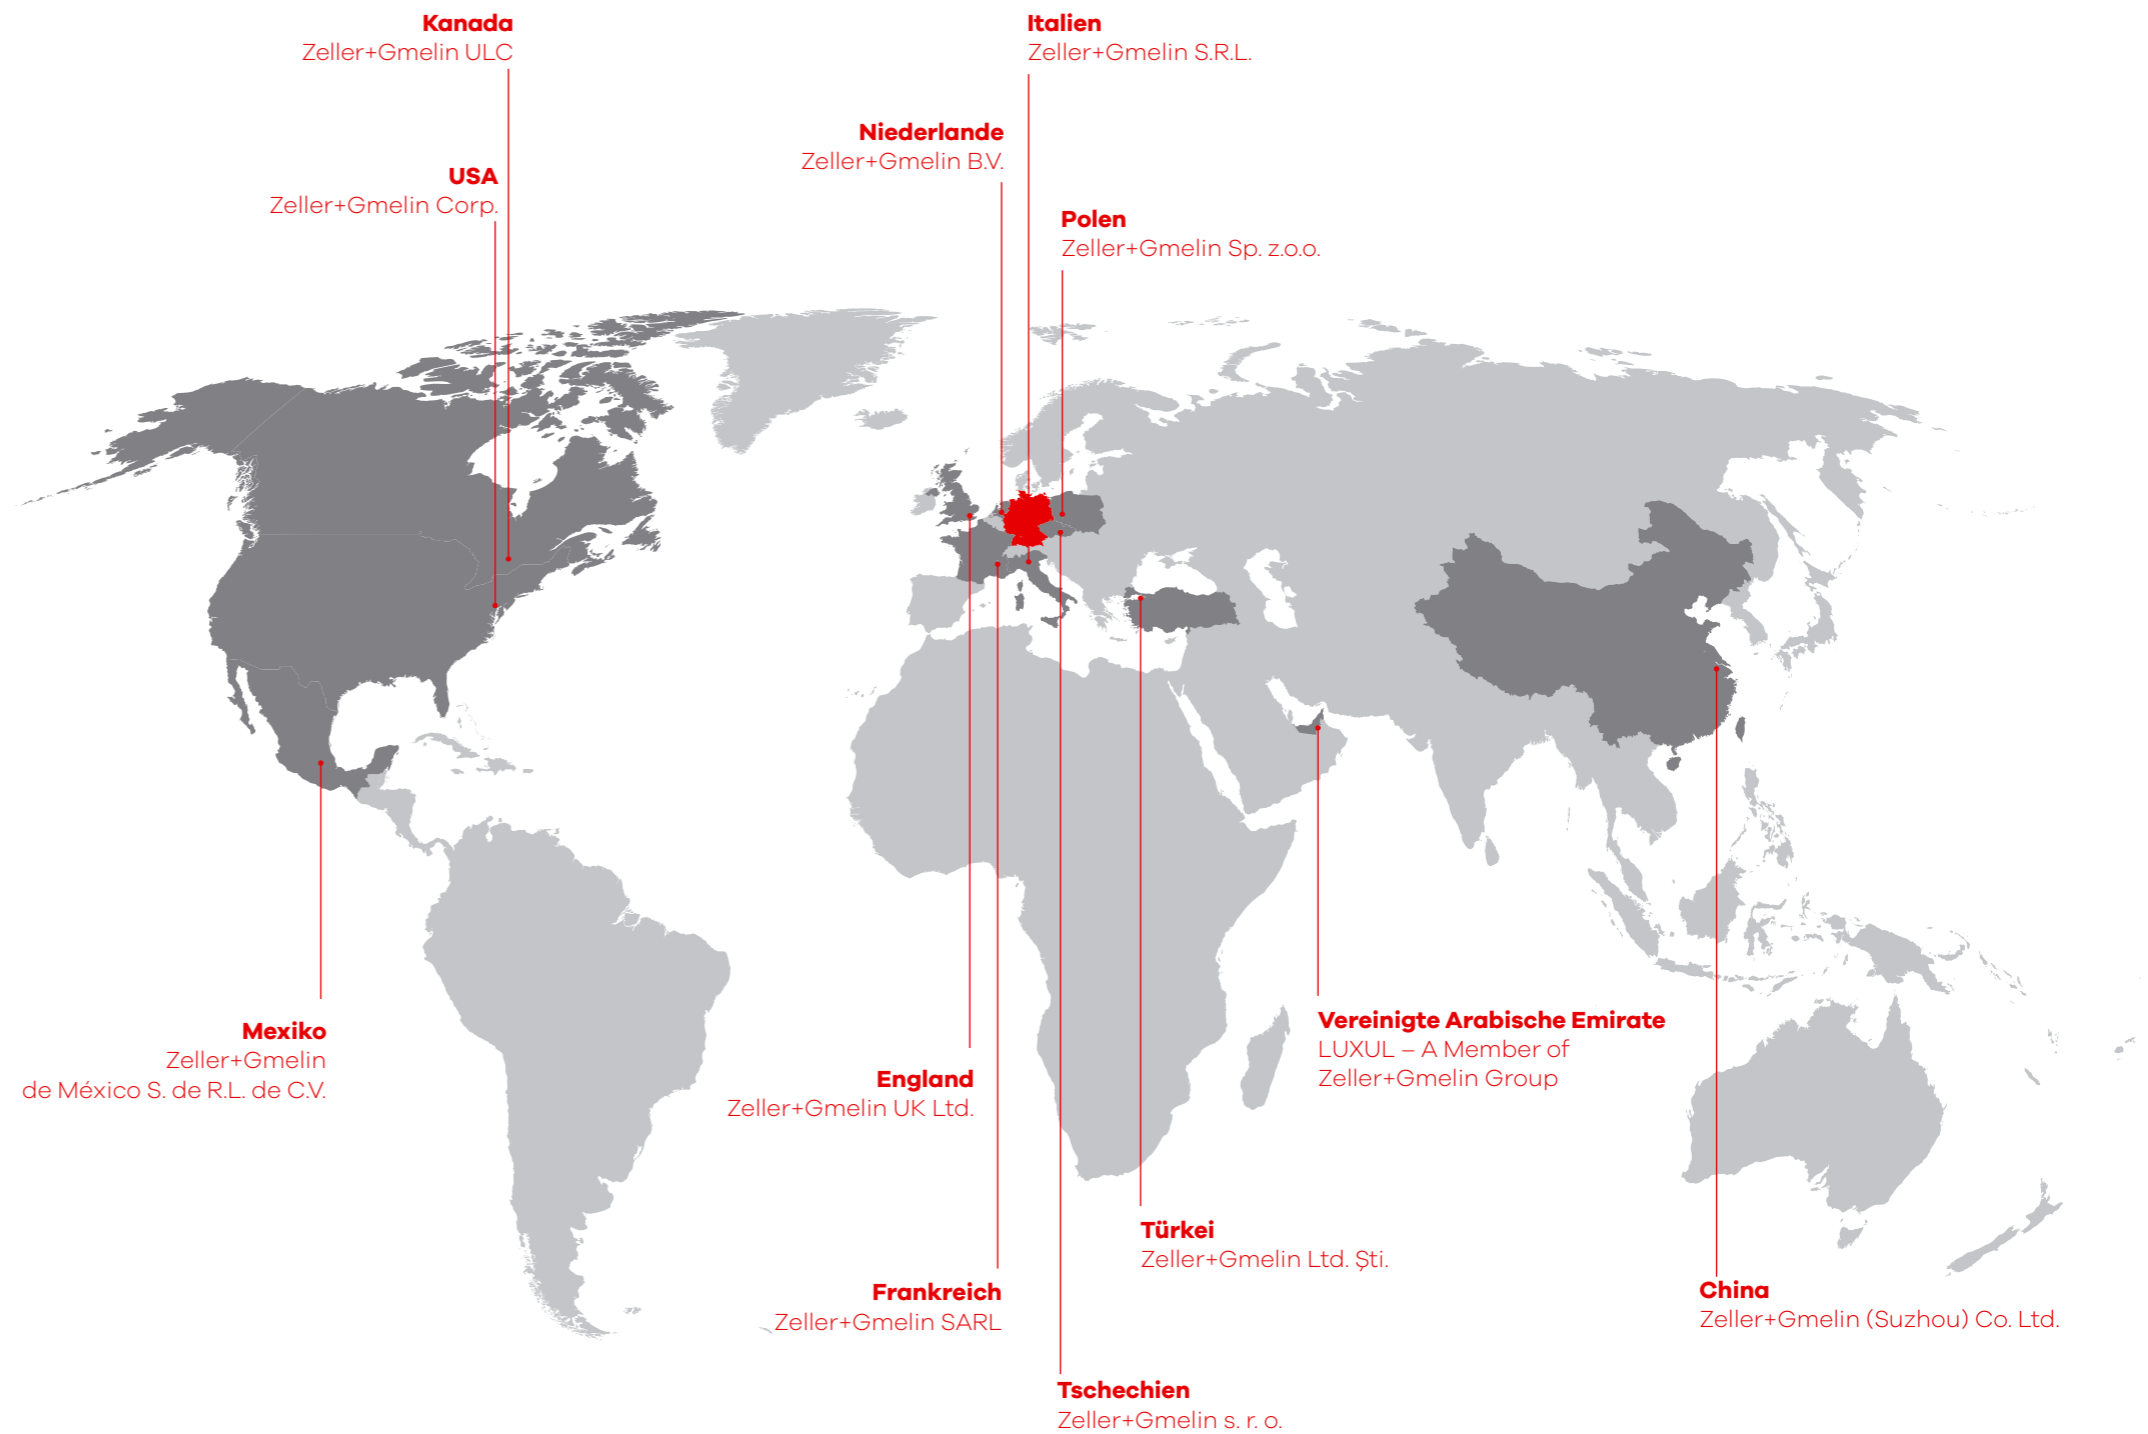 Kanada
Zeller+Gmelin ULC
Italien
Zeller+Gmelin S.R.L.
Niederlande
Zeller+Gmelin B.V.
USA
Zeller+Gmelin Corp.
Polen
Zeller+Gmelin Sp. z.o.o.
Mexiko
Zeller+Gmelin
de México S. de R.L. de C.V.
England
Zeller+Gmelin UK Ltd.
Vereinigte Arabische Emirate
LUXUL – A Member of
Zeller+Gmelin Group
Türkei
Zeller+Gmelin Ltd. Şti.
Frankreich
Zeller+Gmelin SARL
China
Zeller+Gmelin (Suzhou) Co. Ltd.
Tschechien
Zeller+Gmelin s. r. o.